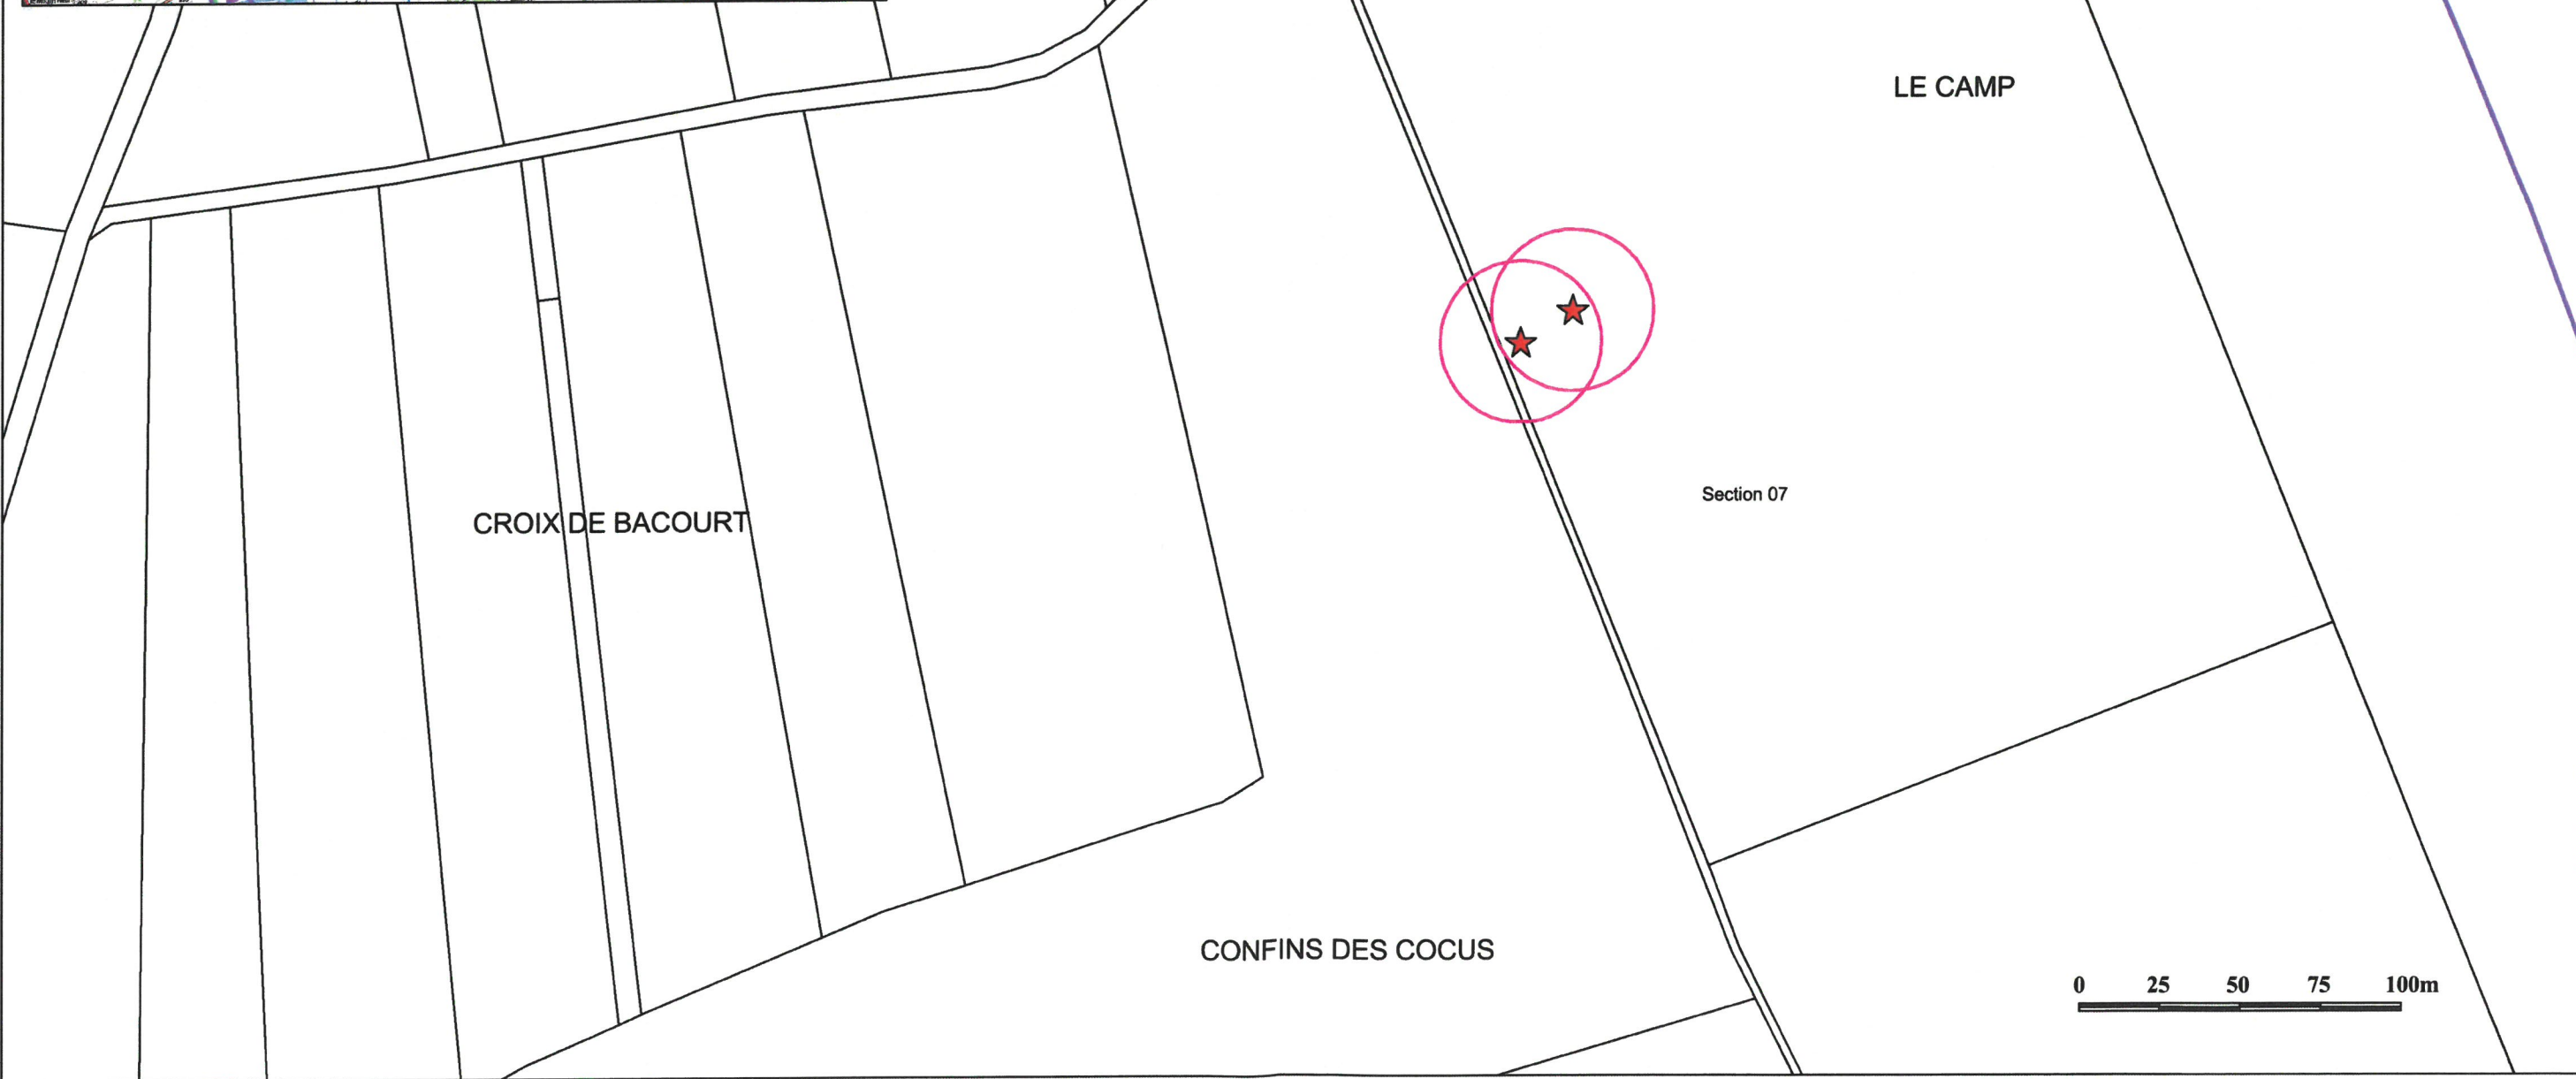 LE CAMP
Section 07
CROIX DE BACOURT
CONFINS DES COCUS
0 25 50 75 100m